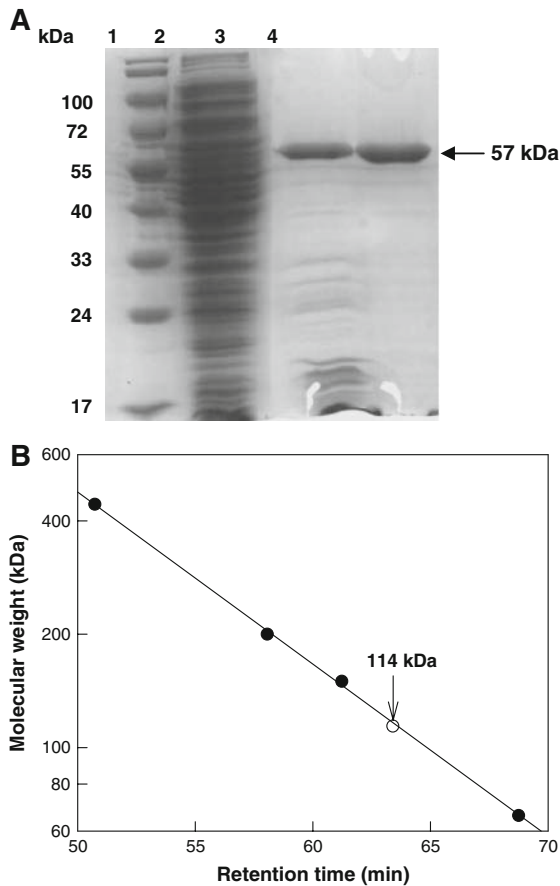 A
kDa 1 2 3 4
100
72
55
40
33
24
17
57 kDa
B
600
400
200
100
80
60
114 kDa
50 55 60 65 70
Molecular weight (kDa)
Retention time (min)